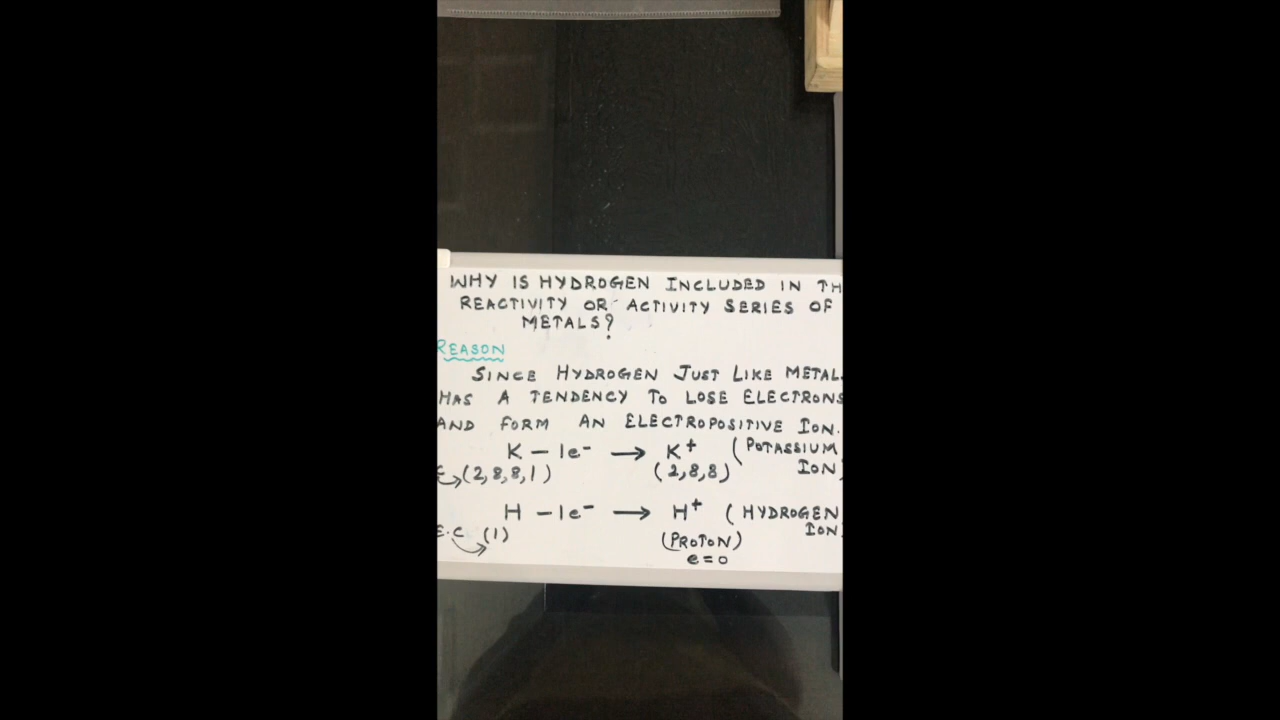 WHY IS HYDROGEN INCLUDED IN TH
REACTIVITY OR ACTIVITY SERIES OF
METALS?
REASON
SINCE HYDROGEN JUST LIKE METAL
HAS A TENDENCY TO LOSE ELECTRONS
AND FORM AN ELECTROPOSITIVE ION.
K – 1e⁻ → K⁺ (POTASSIUM
(2,8,8,1) (2,8,8) ION)
H – 1e⁻ → H⁺ (HYDROGEN
E.C (1) ION)
(PROTON)
e = 0